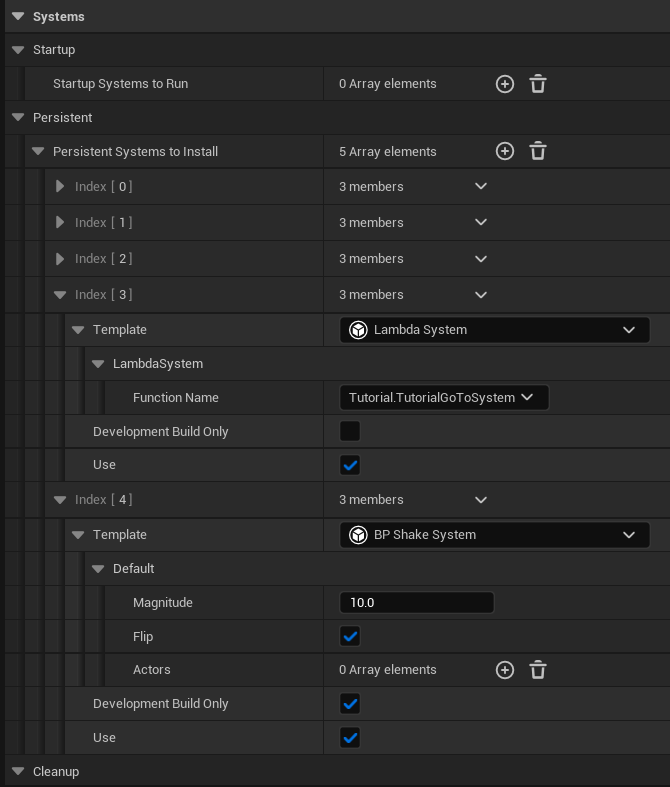 Systems
Startup
Startup Systems to Run 0 Array elements
Persistent
Persistent Systems to Install 5 Array elements
Index [ 0 ] 3 members
Index [ 1 ] 3 members
Index [ 2 ] 3 members
Index [ 3 ] 3 members
Template Lambda System
LambdaSystem
Function Name Tutorial.TutorialGoToSystem
Development Build Only
Use
Index [ 4 ] 3 members
Template BP Shake System
Default
Magnitude 10.0
Flip
Actors 0 Array elements
Development Build Only
Use
Cleanup